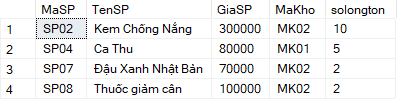 MaSP TenSP GiaSP MaKho solongton
1 SP02 Kem Chống Nắng 300000 MK02 10
2 SP04 Ca Thu 80000 MK01 5
3 SP07 Đậu Xanh Nhật Bản 70000 MK02 2
4 SP08 Thuốc giảm cân 100000 MK02 2